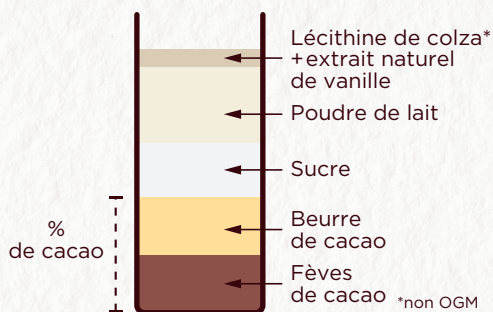 Lécithine de colza*
+extrait naturel
de vanille
Poudre de lait
Sucre
%
de cacao
Beurre
de cacao
Fèves
de cacao
*non OGM